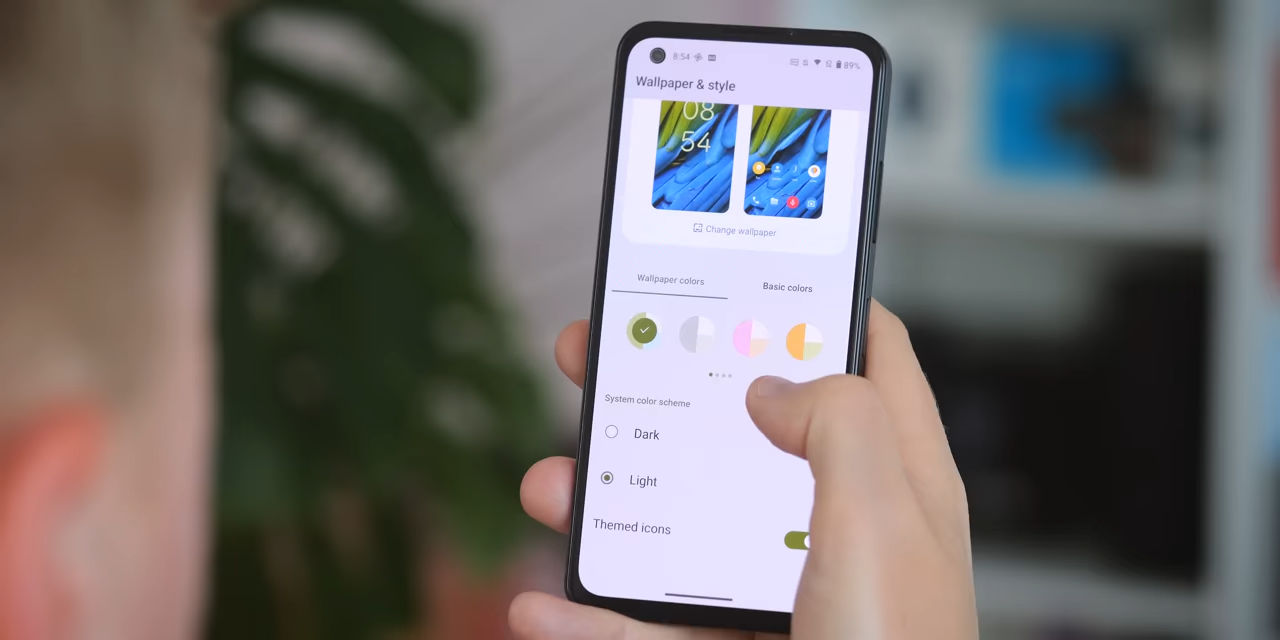 8:54
89%
Wallpaper & style
08
54
Change wallpaper
Wallpaper colors
Basic colors
System color scheme
Dark
Light
Themed icons